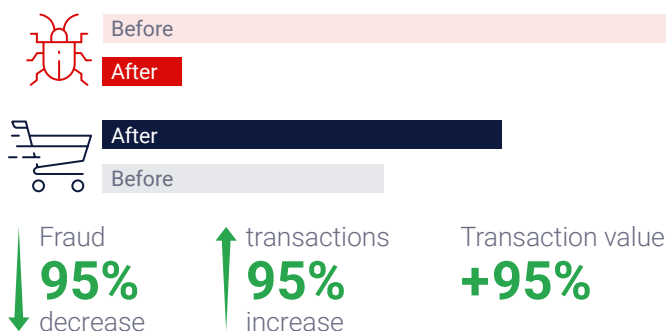 Before
After
After
Before
Fraud
95%
decrease
transactions
95%
increase
Transaction value
+95%